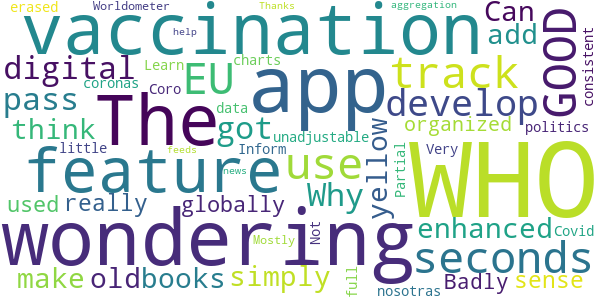 erased Worldometer Thanks aggregation
vaccination Can GOOD
help add consistent
digital Learn charts EU app track
coronas Coro
pass The data got develop
think unadjustable organized politics
little Inform yellow Partial Very
feature use Why
feeds news
used really globally enhanced Covid
wondering Mostly Not WHO
seconds
make old books simply full Badly sense
nosotras